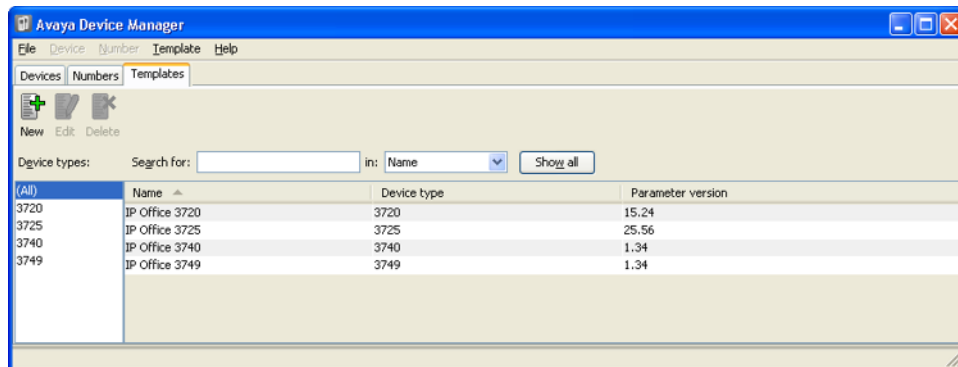 Avaya Device Manager
File Device Number Template Help
Devices Numbers Templates
New Edit Delete
Device types: Search for: in: Name Show all
(All) Name Device type Parameter version
3720 IP Office 3720 3720 15.24
3725 IP Office 3725 3725 25.56
3740 IP Office 3740 3740 1.34
3749 IP Office 3749 3749 1.34